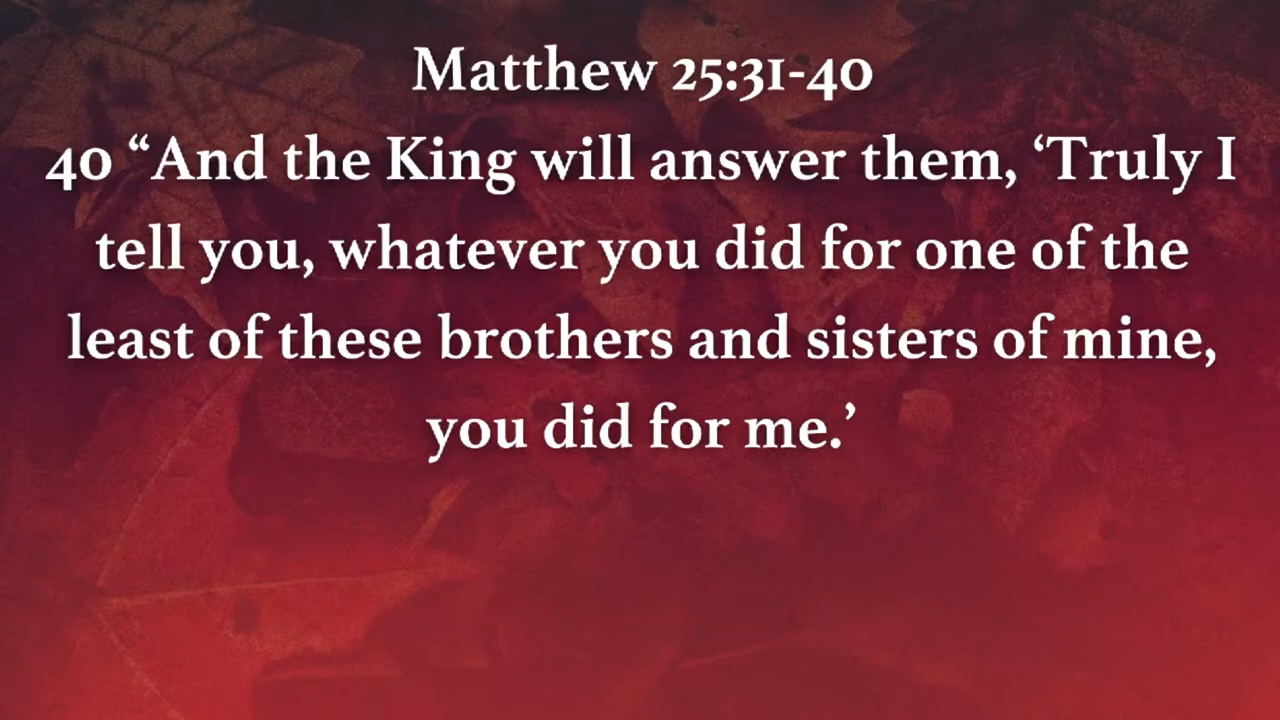 Matthew 25:31-40
40 “And the King will answer them, ‘Truly I
tell you, whatever you did for one of the
least of these brothers and sisters of mine,
you did for me.’